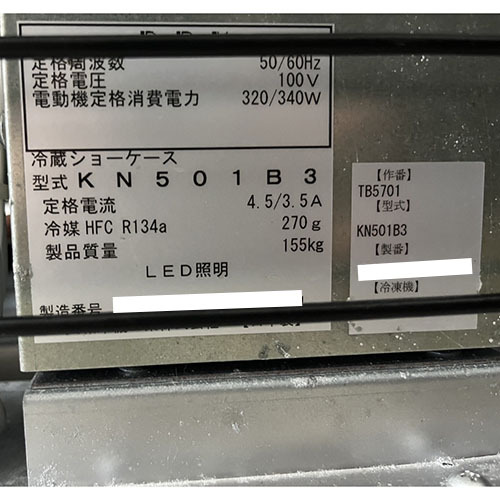 定格周波数 50/60Hz
定格電圧 100V
電動機定格消費電力 320/340W
冷蔵ショーケース
型式 KN501B3
定格電流 4.5/3.5A
冷媒 HFC R134a 270g
製品質量 155kg
LED照明
製造番号
【作番】
TB5701
【型式】
KN501B3
【製番】
【冷凍機】